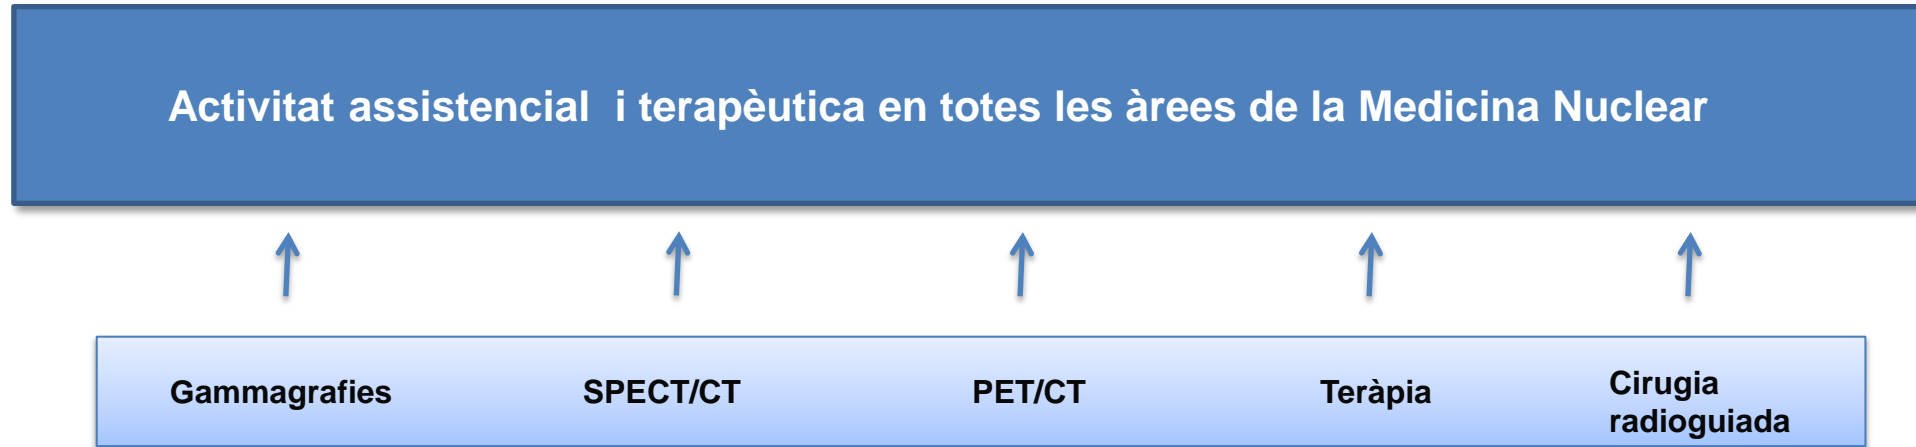 Activitat assistencial  i terapèutica en totes les àrees de la Medicina Nuclear
Gammagrafies
SPECT/CT
PET/CT
Teràpia
Cirugia
radioguiada